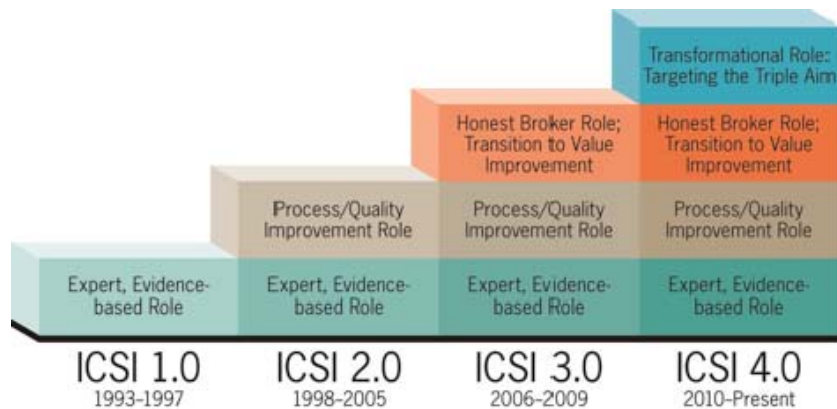 Transformational Role:
Targeting the Triple Aim
Honest Broker Role;
Transition to Value
Improvement
Honest Broker Role;
Transition to Value
Improvement
Process/Quality
Improvement Role
Process/Quality
Improvement Role
Process/Quality
Improvement Role
Expert, Evidence-
based Role
Expert, Evidence-
based Role
Expert, Evidence-
based Role
Expert, Evidence-
based Role
ICSI 1.0
1993–1997
ICSI 2.0
1998–2005
ICSI 3.0
2006–2009
ICSI 4.0
2010–Present